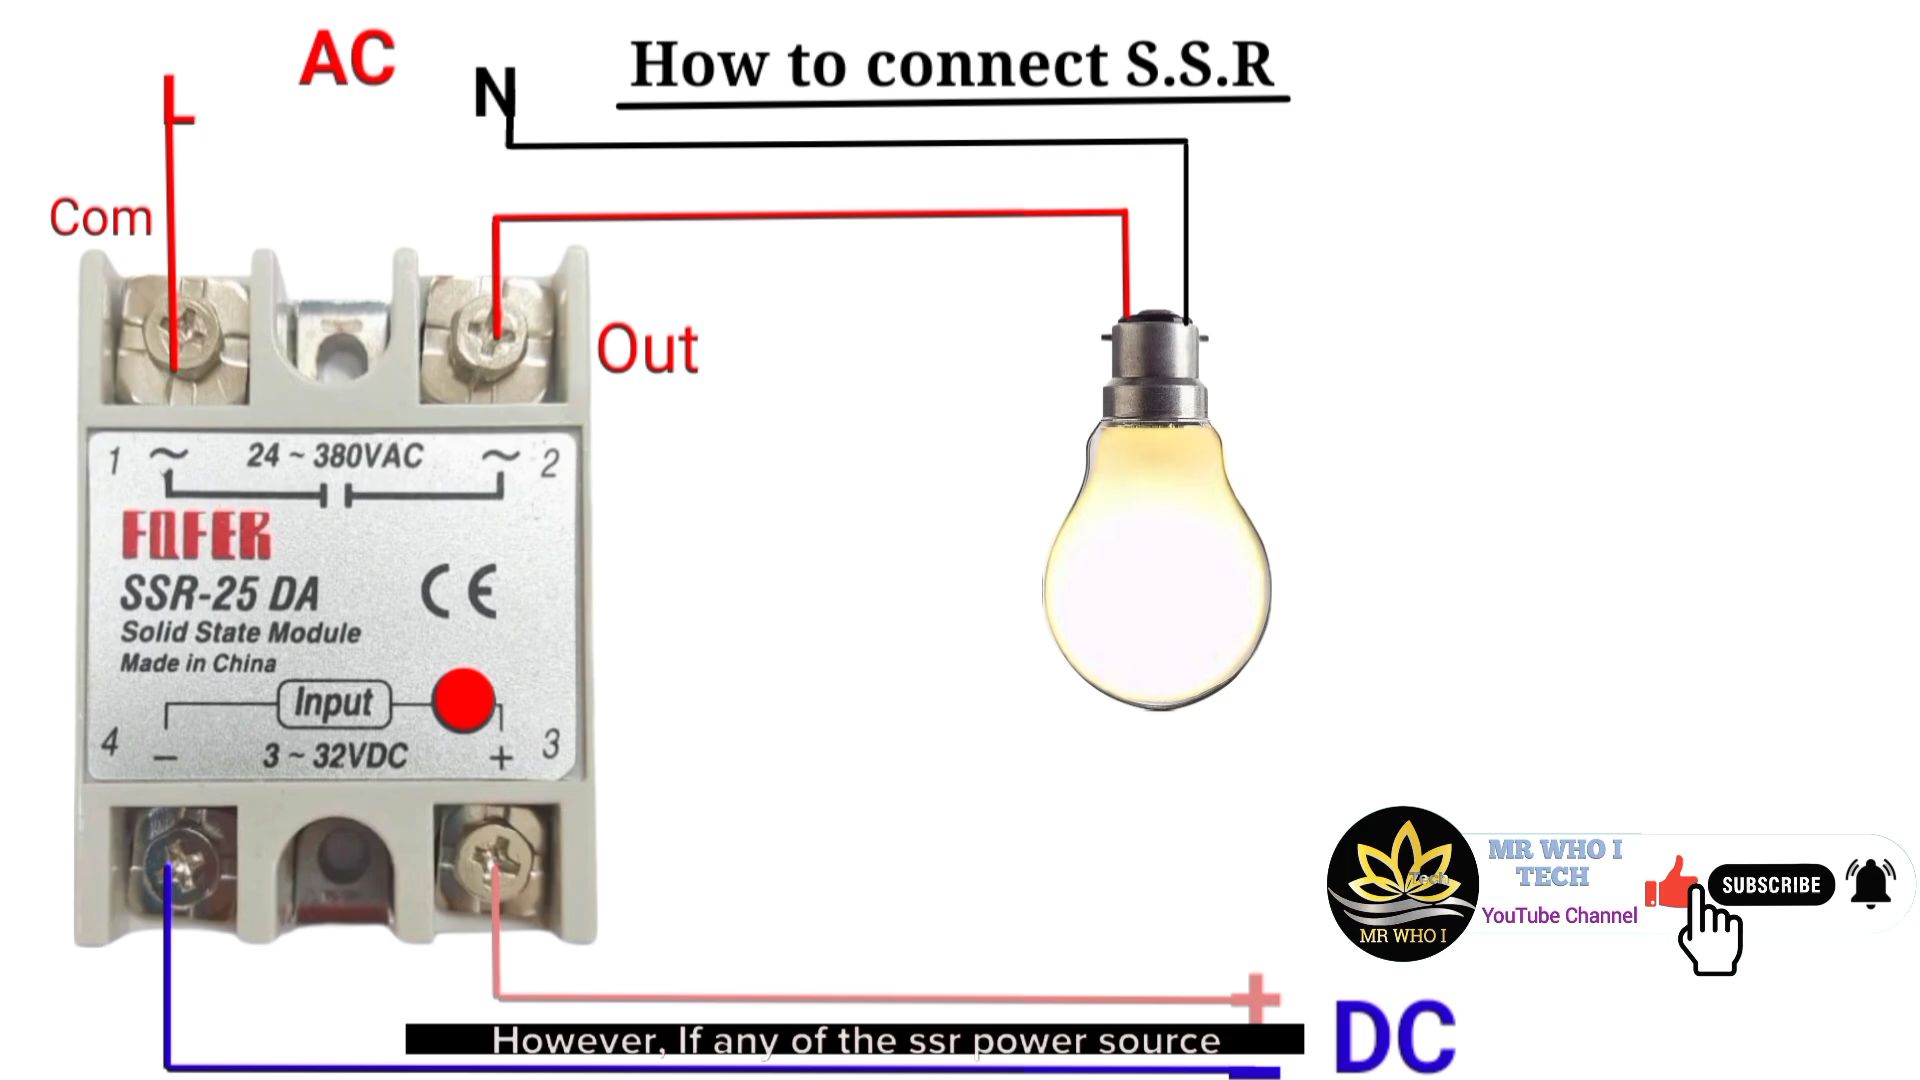 AC
L
N
How to connect S.S.R
Com
Out
1 ~ 24 ~ 380VAC ~ 2
FQFER
SSR-25 DA
CE
Solid State Module
Made in China
Input
4 − 3 ~ 32VDC + 3
MR WHO I
TECH
YouTube Channel
SUBSCRIBE
Tech
MR WHO I
+
DC
However, If any of the ssr power source
−